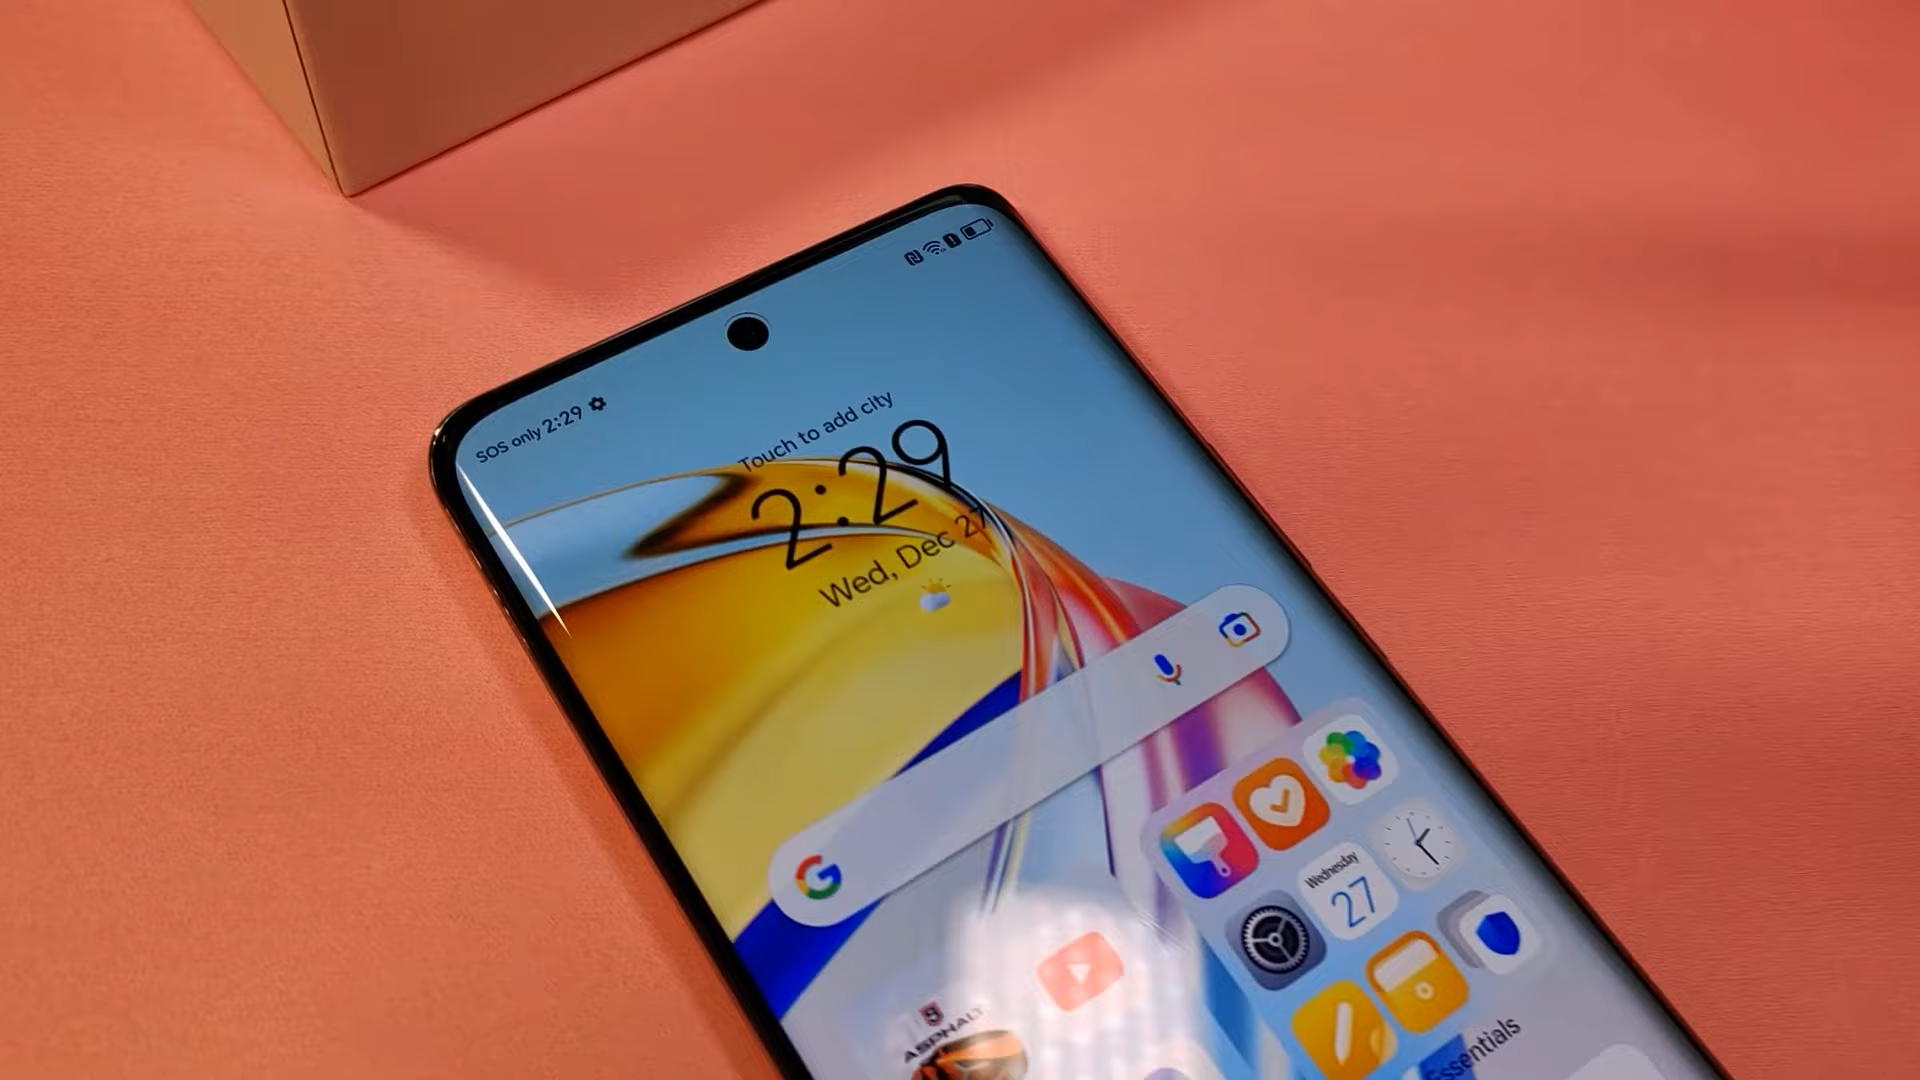 SOS only 2:29
Touch to add city
2:29
Wed, Dec 27
G
Wednesday
27
ASPHALT
Essentials